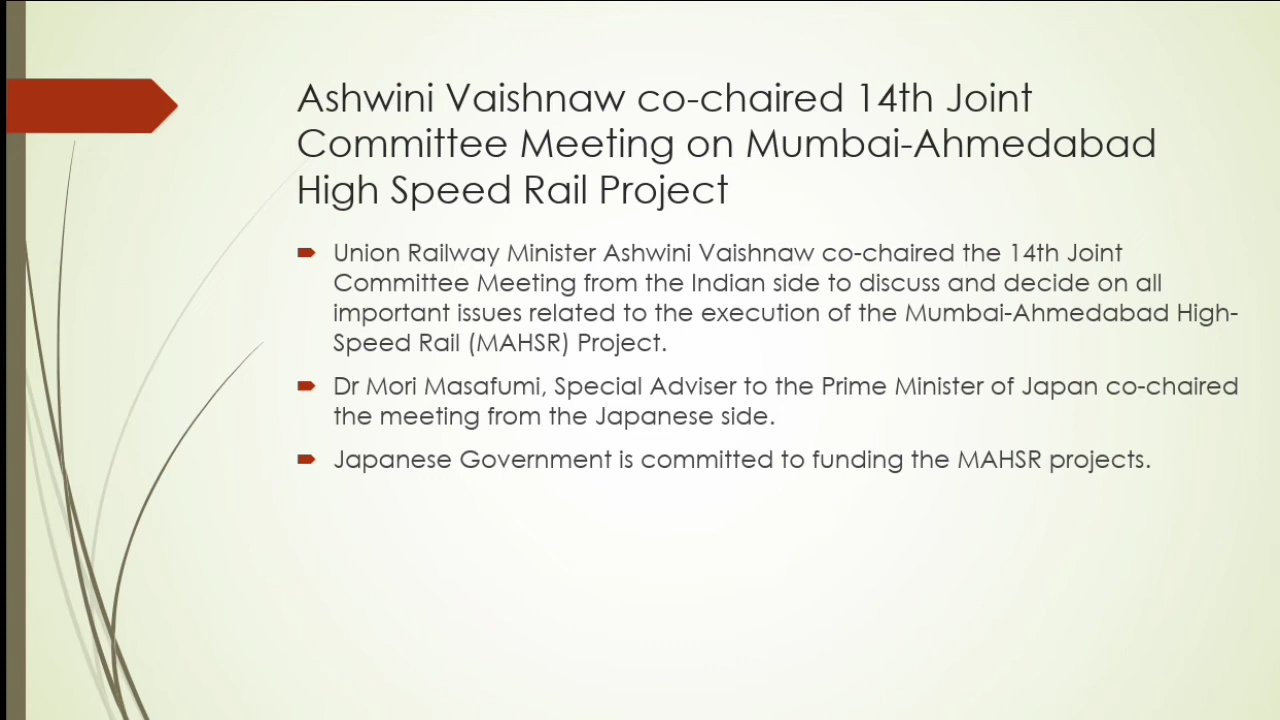 Ashwini Vaishnaw co-chaired 14th Joint
Committee Meeting on Mumbai-Ahmedabad
High Speed Rail Project
Union Railway Minister Ashwini Vaishnaw co-chaired the 14th Joint
Committee Meeting from the Indian side to discuss and decide on all
important issues related to the execution of the Mumbai-Ahmedabad High-
Speed Rail (MAHSR) Project.
Dr Mori Masafumi, Special Adviser to the Prime Minister of Japan co-chaired
the meeting from the Japanese side.
Japanese Government is committed to funding the MAHSR projects.